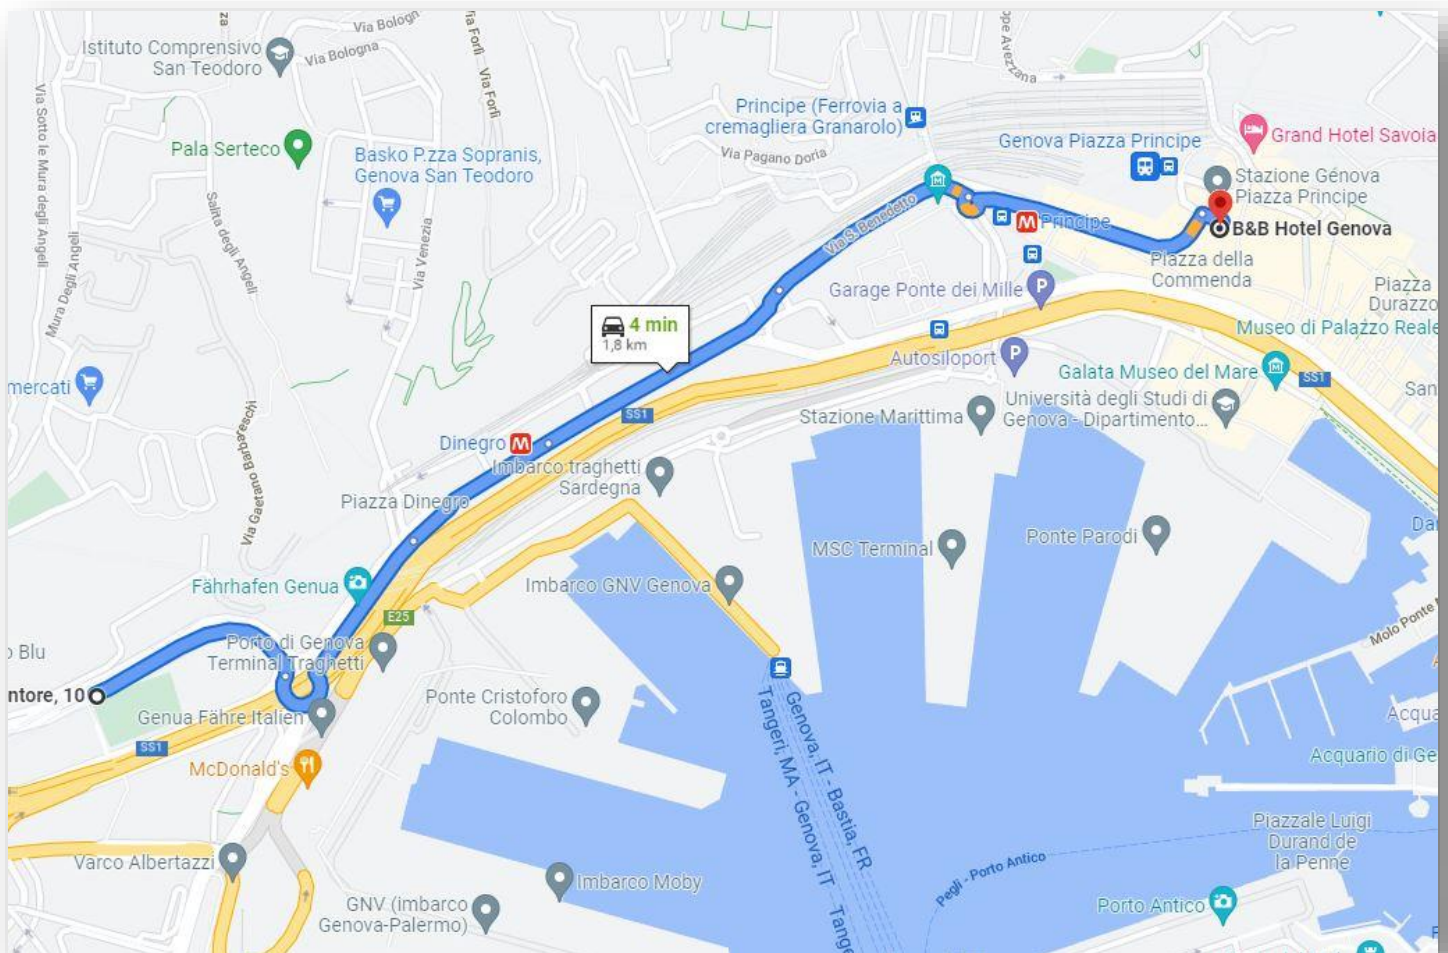 Via Bologna
Istituto Comprensivo
San Teodoro
Via Bologna
Via Forlì
Via Forlì
Avezzana
Via Sotto le Mura degli Angeli
Principe (Ferrovia a
cremagliera Granarolo)
Genova Piazza Principe
Grand Hotel Savoia
Pala Serteco
Basko P.zza Sopranis,
Genova San Teodoro
Via Pagano Doria
Stazione Génova
Piazza Principe
Salita degli Angeli
Via Venezia
Mura Degli Angeli
Via S. Benedetto
M
Principe
B&B Hotel Genova
Piazza della
Commenda
Garage Ponte dei Mille
P
Piazza
Durazzo
4 min
1,8 km
Museo di Palazzo Reale
Autosiloport
P
Galata Museo del Mare
SS1
mercati
San
Università degli Studi di
Genova - Dipartimento...
Stazione Marittima
SS1
Via Gaetano Barbareschi
Dinegro
M
Imbarco traghetti
Sardegna
Piazza Dinegro
MSC Terminal
Ponte Parodi
Fährhafen Genua
Imbarco GNV Genova
E25
Molo Ponte
Blu
Porto di Genova
Terminal Traghetti
ntore, 10
Ponte Cristoforo
Colombo
Genua Fähre Italien
SS1
McDonald's
Genova, IT - Bastia, FR
Tangeri, MA - Genova, IT
Tange
Acqua
Acquario di Ge
Piazzale Luigi
Durand de
la Penne
Varco Albertazzi
Imbarco Moby
Pegli - Porto Antico
GNV (imbarco
Genova-Palermo)
Porto Antico